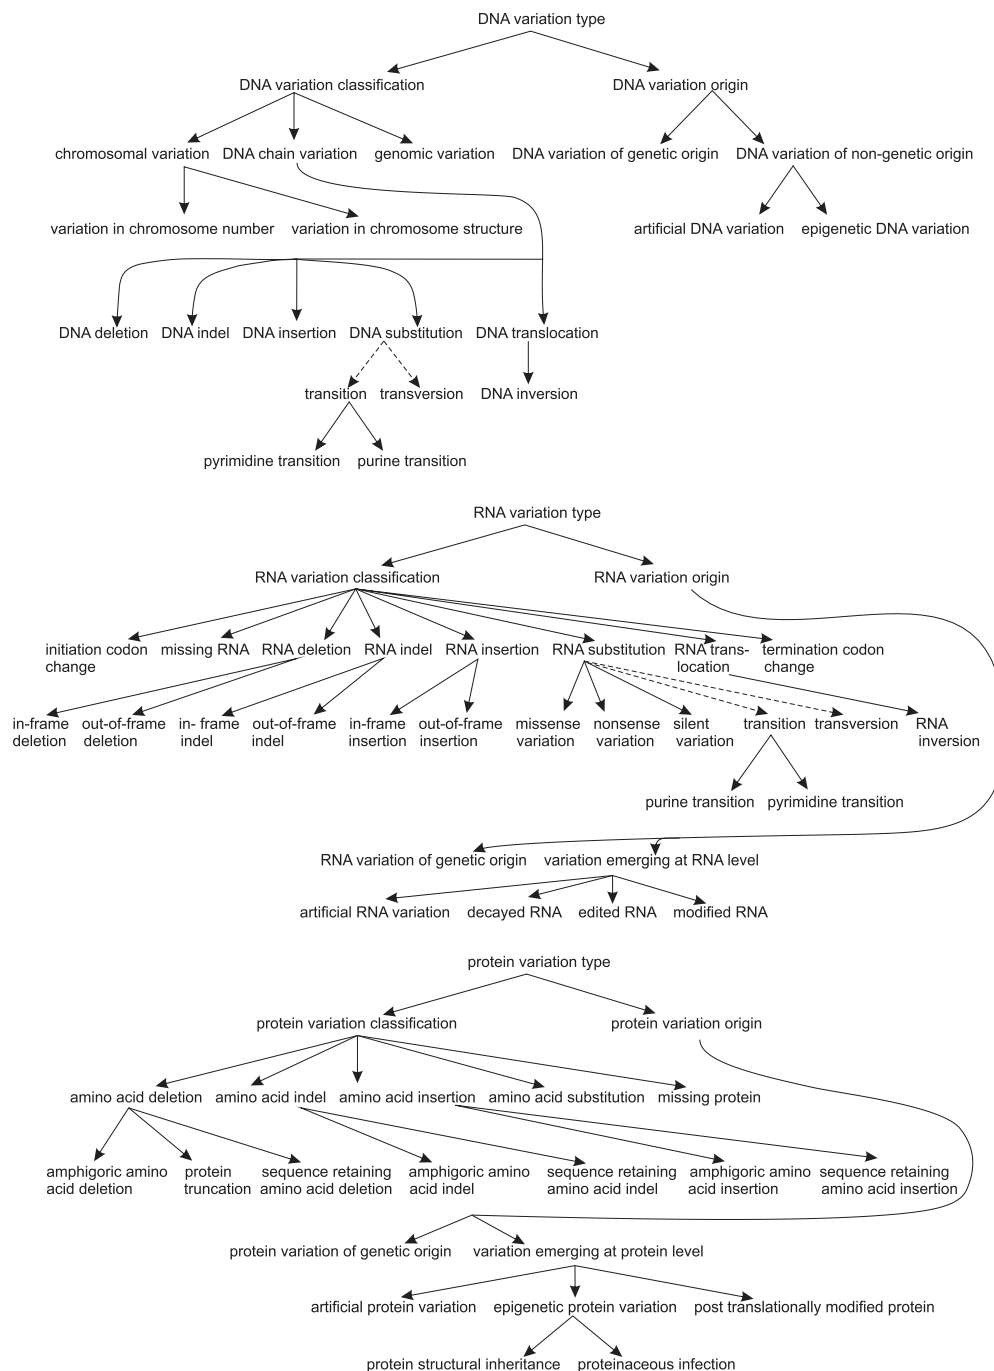 DNA variation type
DNA variation classification DNA variation origin
chromosomal variation DNA chain variation genomic variation DNA variation of genetic origin DNA variation of non-genetic origin
variation in chromosome number variation in chromosome structure artificial DNA variation epigenetic DNA variation
DNA deletion DNA indel DNA insertion DNA substitution DNA translocation
transition transversion DNA inversion
pyrimidine transition purine transition
RNA variation type
RNA variation classification RNA variation origin
initiation codon missing RNA RNA deletion RNA indel RNA insertion RNA substitution RNA trans- termination codon
change location change
in-frame out-of-frame in- frame out-of-frame in-frame out-of-frame missense nonsense silent transition transversion RNA
deletion deletion indel indel insertion insertion variation variation variation inversion
purine transition pyrimidine transition
RNA variation of genetic origin variation emerging at RNA level
artificial RNA variation decayed RNA edited RNA modified RNA
protein variation type
protein variation classification protein variation origin
amino acid deletion amino acid indel amino acid insertion amino acid substitution missing protein
amphigoric amino protein sequence retaining amphigoric amino sequence retaining amphigoric amino sequence retaining
acid deletion truncation amino acid deletion acid indel amino acid indel acid insertion amino acid insertion
protein variation of genetic origin variation emerging at protein level
artificial protein variation epigenetic protein variation post translationally modified protein
protein structural inheritance proteinaceous infection